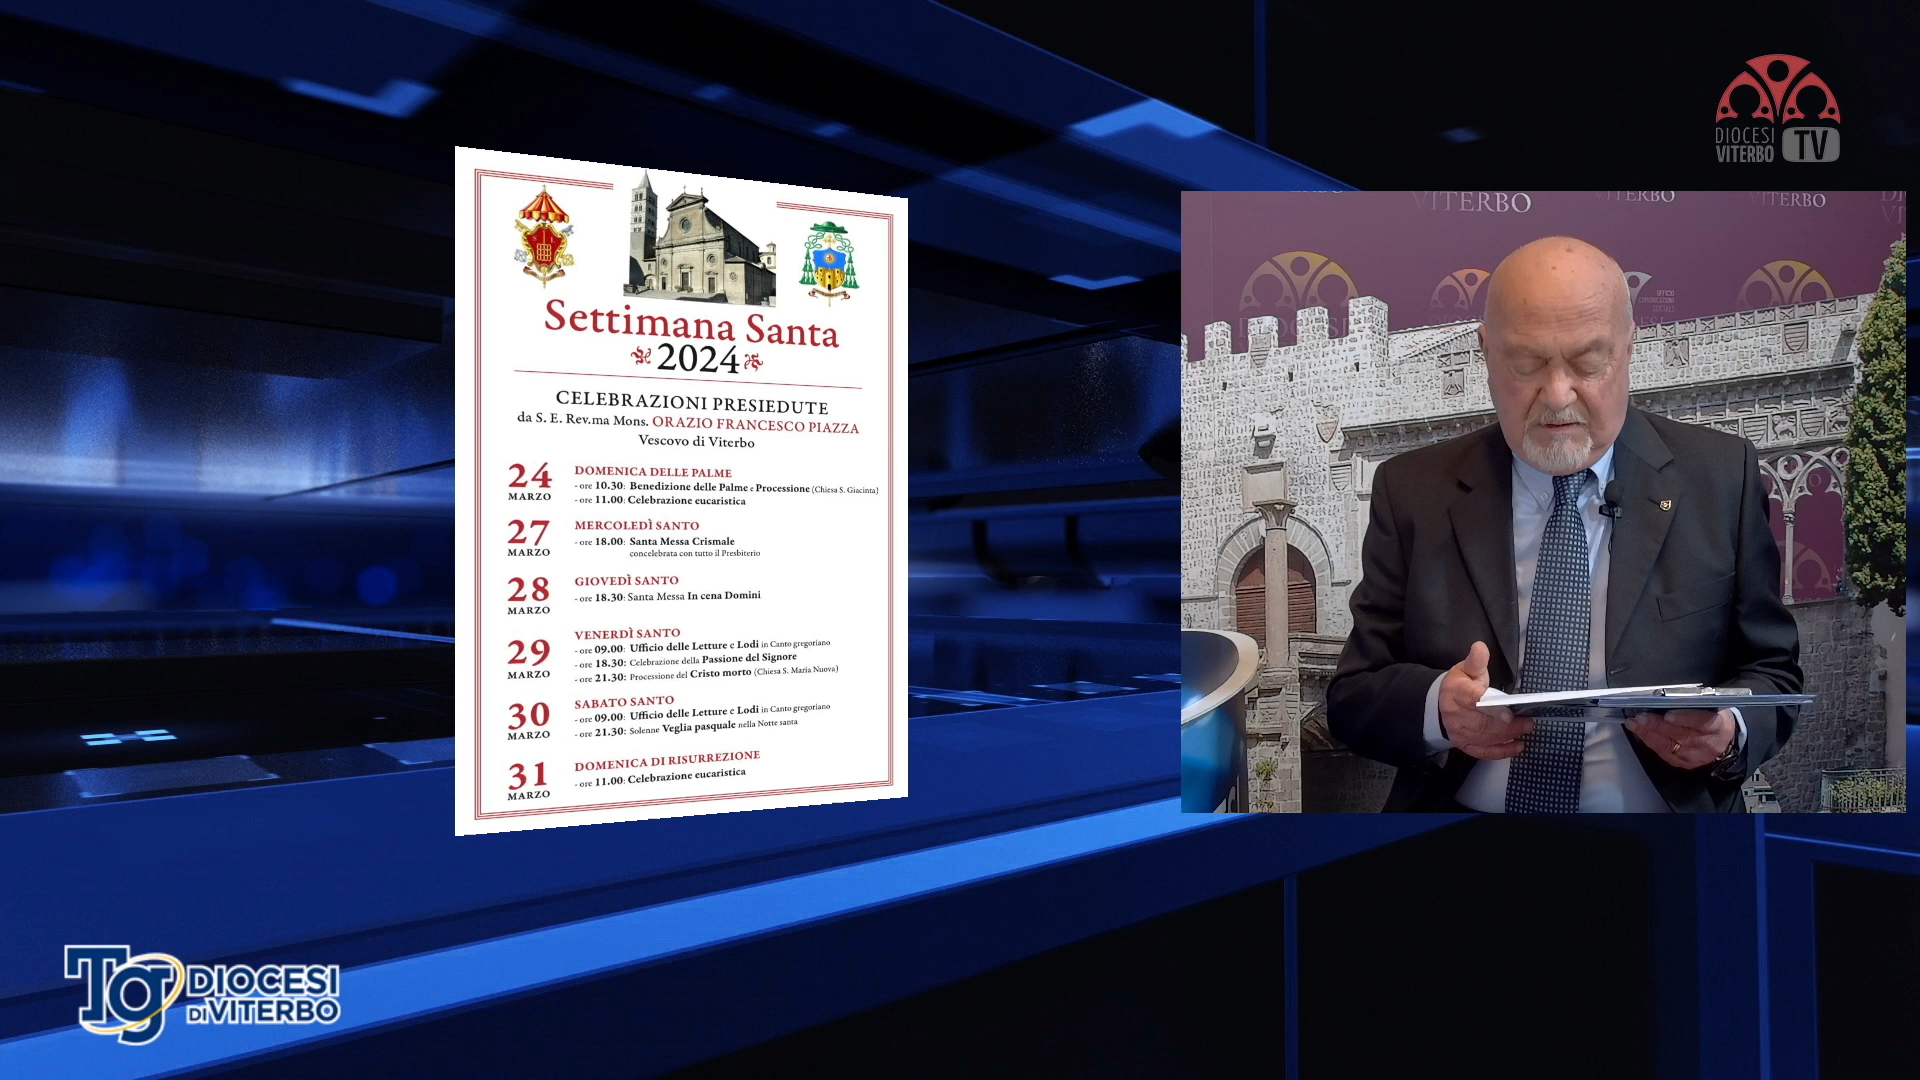 DIOCESI
VITERBO TV
Settimana Santa
2024
CELEBRAZIONI PRESIEDUTE
da S. E. Rev.ma Mons. ORAZIO FRANCESCO PIAZZA
Vescovo di Viterbo
24
MARZO
DOMENICA DELLE PALME
- ore 10.30: Benedizione delle Palme e Processione (Chiesa S. Giacinta)
- ore 11.00: Celebrazione eucaristica
27
MARZO
MERCOLEDÌ SANTO
- ore 18.00: Santa Messa Crismale
concelebrata con tutto il Presbiterio
28
MARZO
GIOVEDÌ SANTO
- ore 18.30: Santa Messa In cena Domini
29
MARZO
VENERDÌ SANTO
- ore 09.00: Ufficio delle Letture e Lodi in Canto gregoriano
- ore 18.30: Celebrazione della Passione del Signore
- ore 21.30: Processione del Cristo morto (Chiesa S. Maria Nuova)
30
MARZO
SABATO SANTO
- ore 09.00: Ufficio delle Letture e Lodi in Canto gregoriano
- ore 21.30: Solenne Veglia pasquale nella Notte santa
31
MARZO
DOMENICA DI RISURREZIONE
- ore 11.00: Celebrazione eucaristica
VITERBO
VITERBO
VITERBO
UFFICIO
COMUNICAZIONI
SOCIALI
DIOCESI
Tg DIOCESI
Di VITERBO